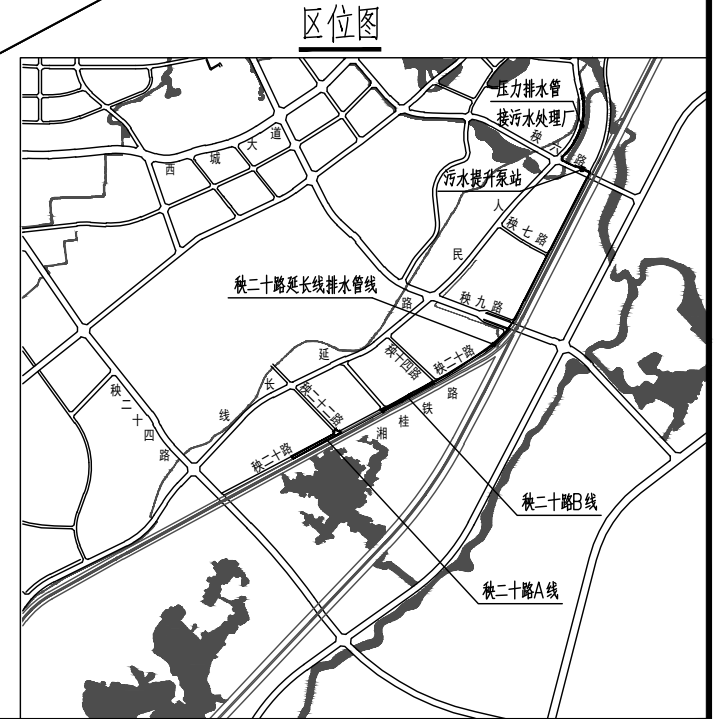 区位图
压力排水管
接污水处理厂
秧六路
西城大道
污水提升泵站
秧七路
人民路延长线
秧二十路延长线排水管线
秧九路
秧十四路
秧二十路
秧二十二路
秧二十四路
湘桂铁路
秧二十路
秧二十路B线
秧二十路A线